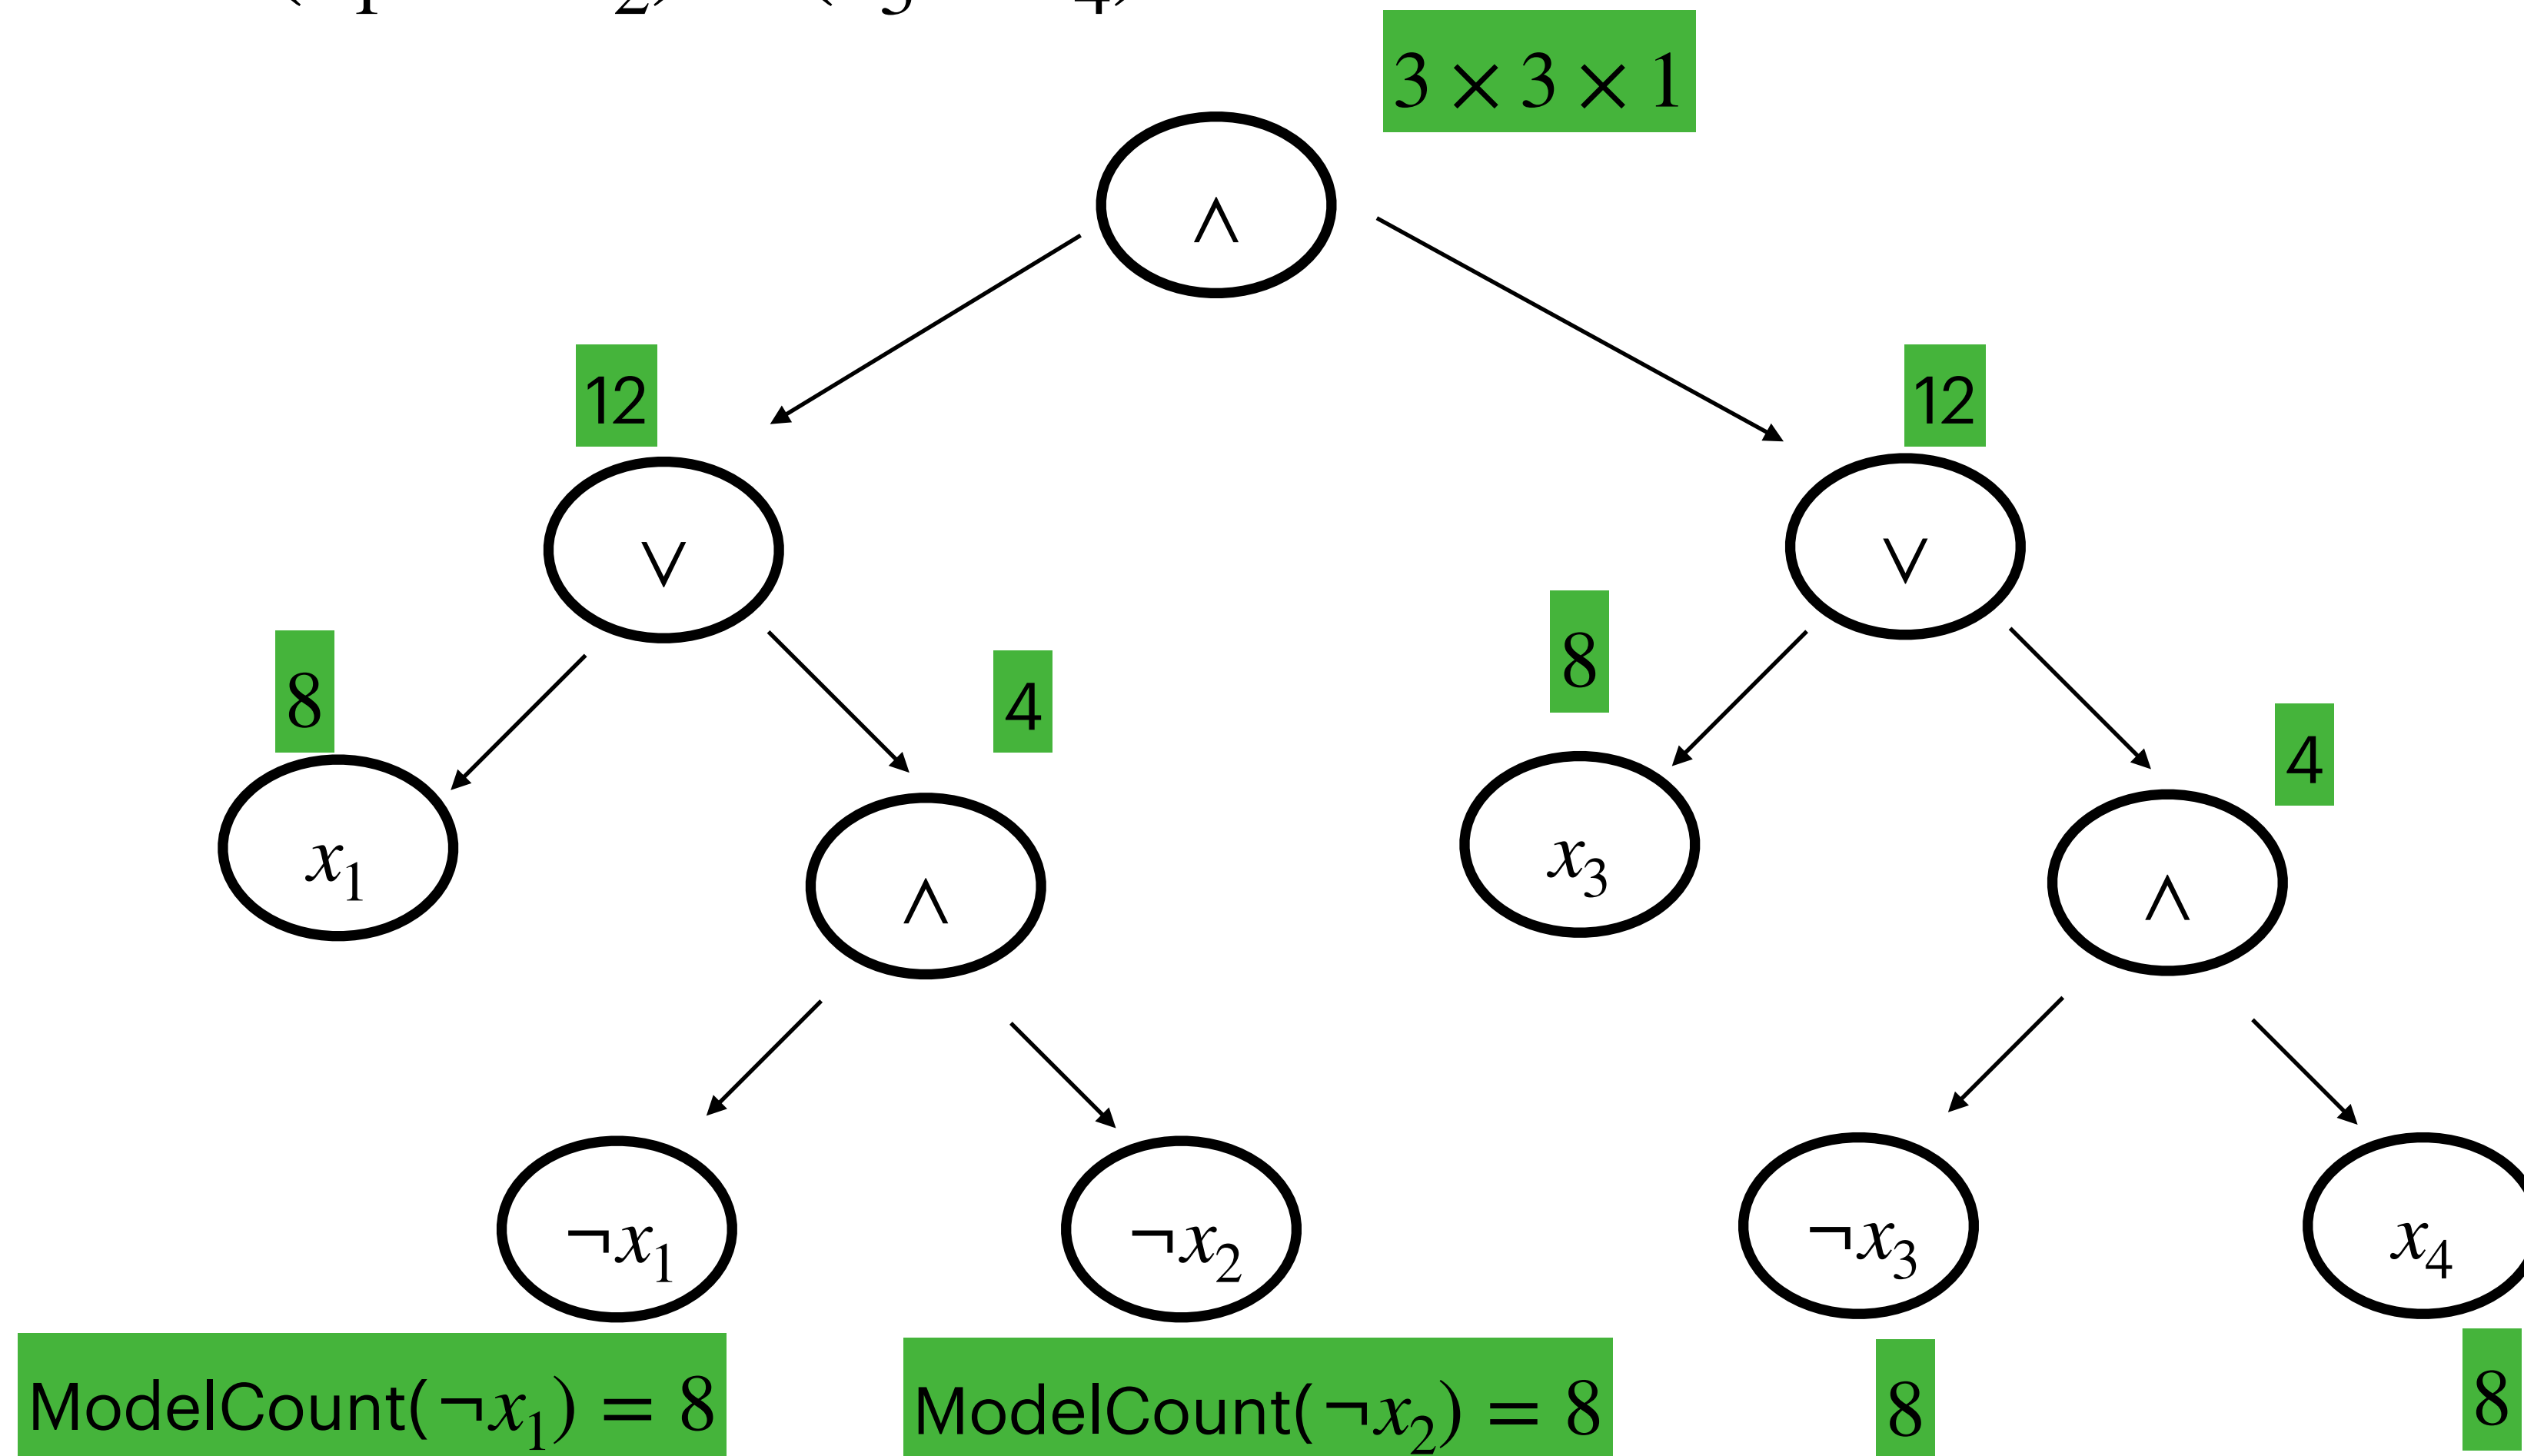 3 × 3 × 1
∧
12
12
∨
∨
8
4
8
4
x₁
∧
x₃
∧
¬x₁
¬x₂
¬x₃
x₄
ModelCount(¬x₁) = 8
ModelCount(¬x₂) = 8
8
8